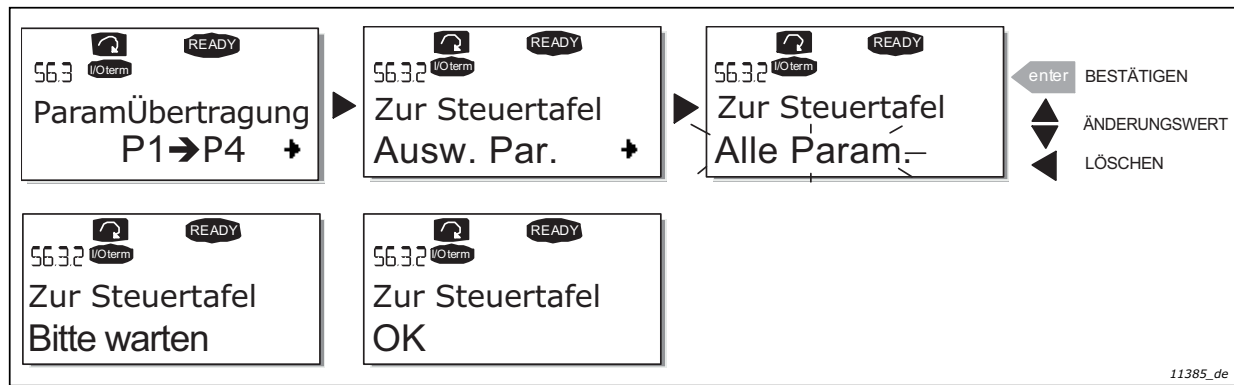 READY
S6.3 I/Oterm
ParamÜbertragung
P1➔P4
READY
S6.3.2 I/Oterm
Zur Steuertafel
Ausw. Par.
READY
S6.3.2 I/Oterm
Zur Steuertafel
Alle Param.
enter BESTÄTIGEN
ÄNDERUNGSWERT
LÖSCHEN
READY
S6.3.2 I/Oterm
Zur Steuertafel
Bitte warten
READY
S6.3.2 I/Oterm
Zur Steuertafel
OK
11385_de